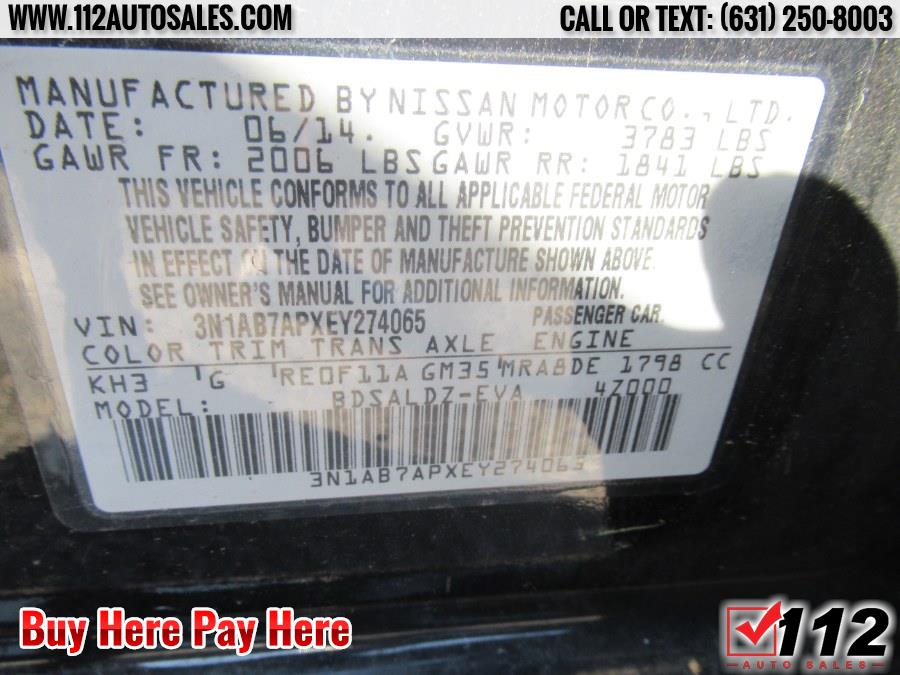 WWW.112AUTOSALES.COM CALL OR TEXT: (631) 250-8003
MANUFACTURED BY NISSAN MOTOR CO., LTD.
DATE: 06/14. GVWR: 3783 LBS
GAWR FR: 2006 LBS GAWR RR: 1841 LBS
THIS VEHICLE CONFORMS TO ALL APPLICABLE FEDERAL MOTOR
VEHICLE SAFETY, BUMPER AND THEFT PREVENTION STANDARDS
IN EFFECT ON THE DATE OF MANUFACTURE SHOWN ABOVE.
SEE OWNER'S MANUAL FOR ADDITIONAL INFORMATION.
VIN: 3N1AB7APXEY274065 PASSENGER CAR.
COLOR TRIM TRANS AXLE ENGINE
KH3 G RE0F11A GM35 MRA8DE 1798 CC
MODEL: BDSALDZ-EVA 4Z000
3N1AB7APXEY274065
Buy Here Pay Here
112
AUTO SALES